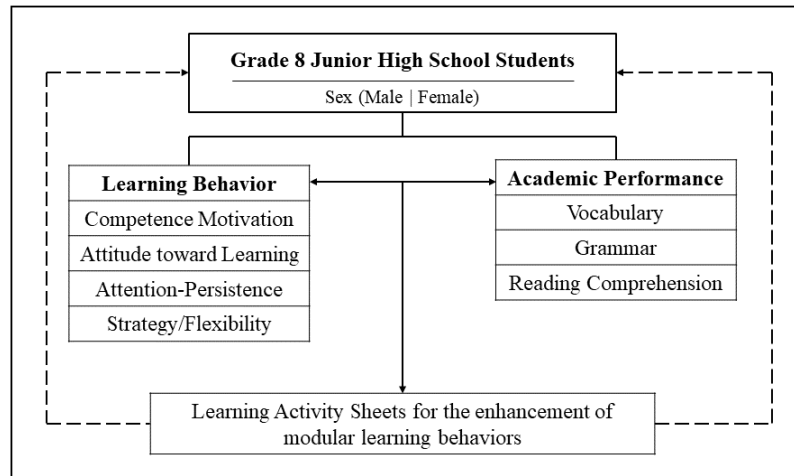 Grade 8 Junior High School Students
Sex (Male | Female)
Learning Behavior
Competence Motivation
Attitude toward Learning
Attention-Persistence
Strategy/Flexibility
Academic Performance
Vocabulary
Grammar
Reading Comprehension
Learning Activity Sheets for the enhancement of
modular learning behaviors